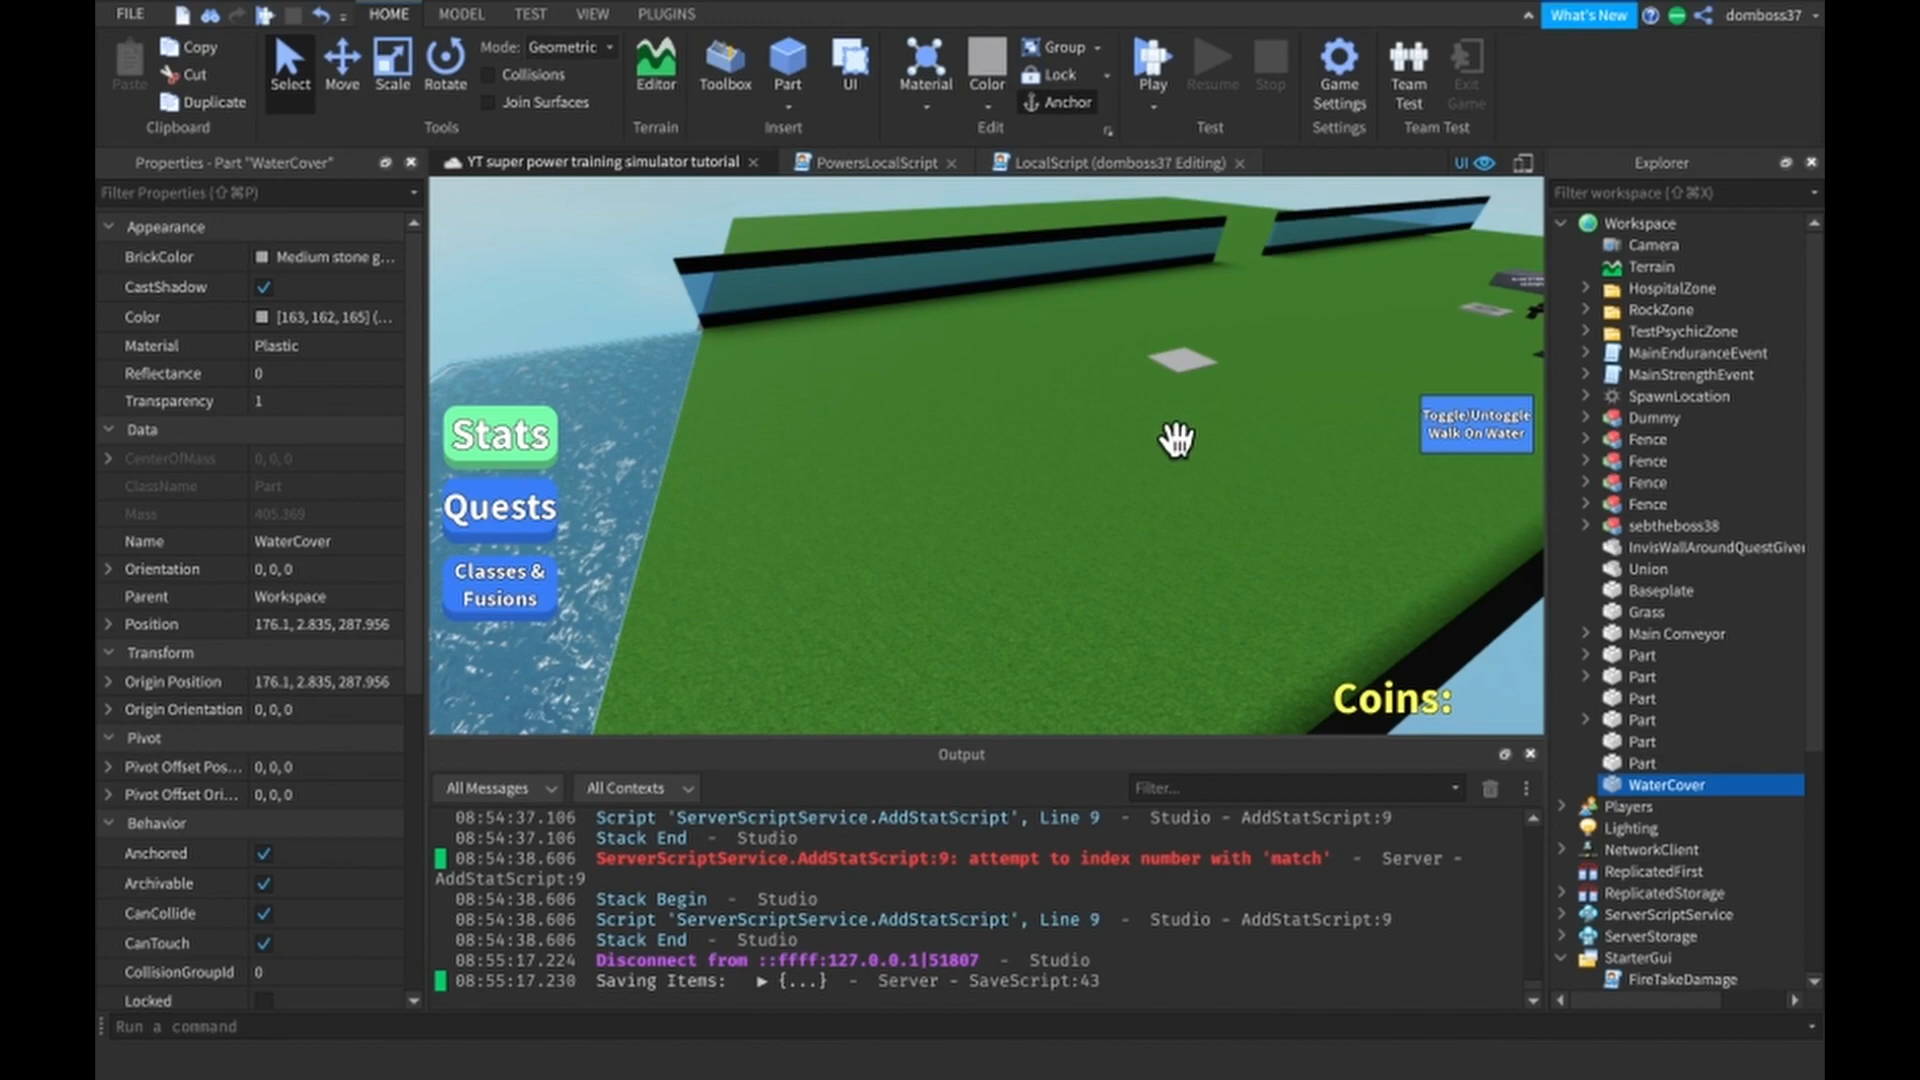 FILE HOME MODEL TEST VIEW PLUGINS What's New domboss37
Paste Copy Cut Duplicate Clipboard
Select Move Scale Rotate Mode: Geometric Collisions Join Surfaces Tools
Editor Terrain
Toolbox Part UI Insert
Material Color Group Lock Anchor Edit
Play Resume Stop Test
Game Settings Settings
Team Test Exit Game Team Test
Properties - Part "WaterCover"
Filter Properties (⇧⌘P)
Appearance
BrickColor Medium stone g...
CastShadow
Color [163, 162, 165] (...
Material Plastic
Reflectance 0
Transparency 1
Data
CenterOfMass 0, 0, 0
ClassName Part
Mass 405.369
Name WaterCover
Orientation 0, 0, 0
Parent Workspace
Position 176.1, 2.835, 287.956
Transform
Origin Position 176.1, 2.835, 287.956
Origin Orientation 0, 0, 0
Pivot
Pivot Offset Pos... 0, 0, 0
Pivot Offset Ori... 0, 0, 0
Behavior
Anchored
Archivable
CanCollide
CanTouch
CollisionGroupId 0
Locked
YT super power training simulator tutorial PowersLocalScript LocalScript (domboss37 Editing) UI
Stats
Quests
Classes &
Fusions
Toggle/Untoggle
Walk On Water
Coins:
Output
All Messages All Contexts Filter...
08:54:37.106 Script 'ServerScriptService.AddStatScript', Line 9 - Studio - AddStatScript:9
08:54:37.106 Stack End - Studio
08:54:38.606 ServerScriptService.AddStatScript:9: attempt to index number with 'match' - Server -
AddStatScript:9
08:54:38.606 Stack Begin - Studio
08:54:38.606 Script 'ServerScriptService.AddStatScript', Line 9 - Studio - AddStatScript:9
08:54:38.606 Stack End - Studio
08:55:17.224 Disconnect from ::ffff:127.0.0.1|51807 - Studio
08:55:17.230 Saving Items: ▶ {...} - Server - SaveScript:43
Explorer
Filter workspace (⇧⌘X)
Workspace
Camera
Terrain
HospitalZone
RockZone
TestPsychicZone
MainEnduranceEvent
MainStrengthEvent
SpawnLocation
Dummy
Fence
Fence
Fence
Fence
sebtheboss38
InvisWallAroundQuestGiver
Union
Baseplate
Grass
Main Conveyor
Part
Part
Part
Part
Part
Part
WaterCover
Players
Lighting
NetworkClient
ReplicatedFirst
ReplicatedStorage
ServerScriptService
ServerStorage
StarterGui
FireTakeDamage
Run a command